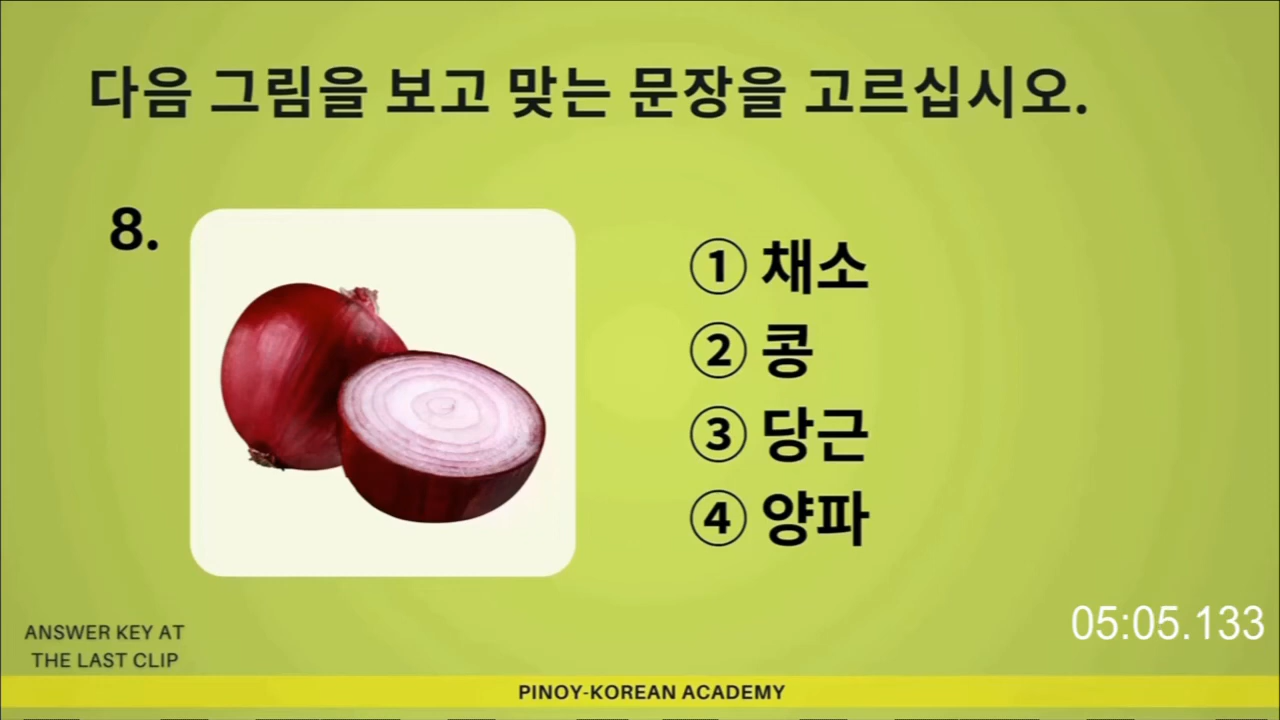 다음 그림을 보고 맞는 문장을 고르십시오.
8.
① 채소
② 콩
③ 당근
④ 양파
05:05.133
ANSWER KEY AT
THE LAST CLIP
PINOY-KOREAN ACADEMY